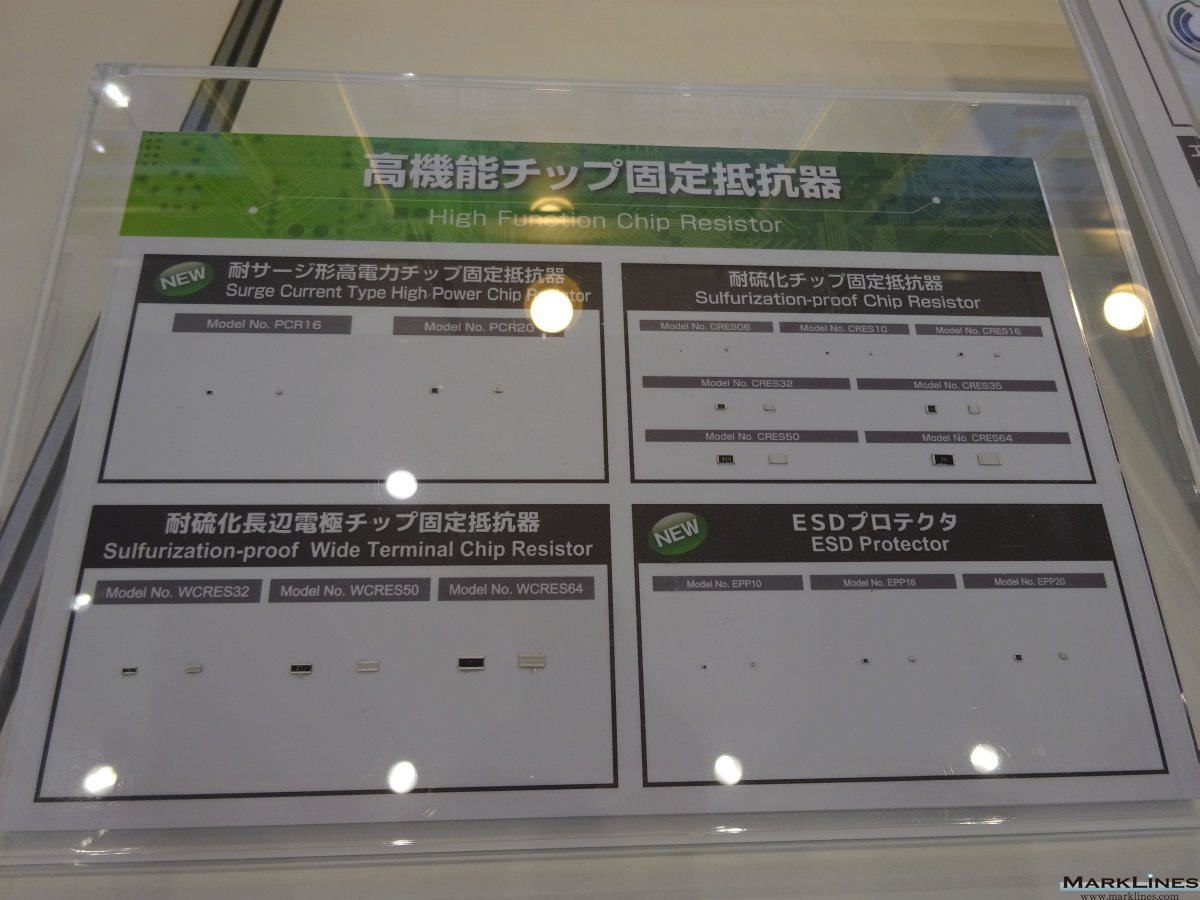 高機能チップ固定抵抗器
High Function Chip Resistor
NEW
耐サージ形高電力チップ固定抵抗器
Surge Current Type High Power Chip Resistor
Model No. PCR16
Model No. PCR20
耐硫化チップ固定抵抗器
Sulfurization-proof Chip Resistor
Model No. CRES06
Model No. CRES10
Model No. CRES16
Model No. CRES32
Model No. CRES35
Model No. CRES50
Model No. CRES64
耐硫化長辺電極チップ固定抵抗器
Sulfurization-proof Wide Terminal Chip Resistor
Model No. WCRES32
Model No. WCRES50
Model No. WCRES64
NEW
ESDプロテクタ
ESD Protector
Model No. EPP10
Model No. EPP16
Model No. EPP20
MARKLINES
www.marklines.com